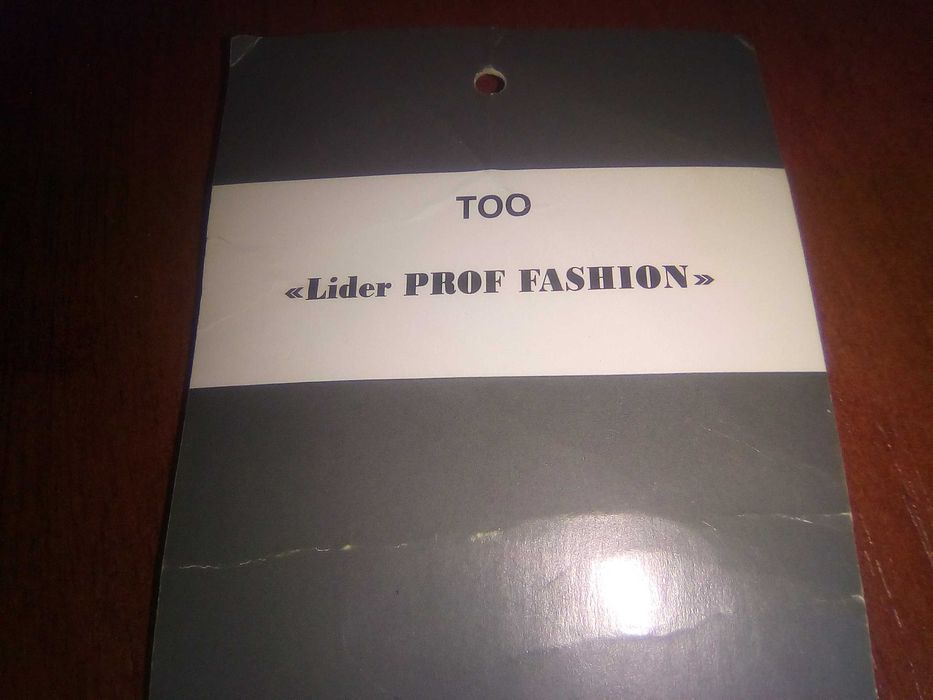 ТОО
«Lider PROF FASHION»